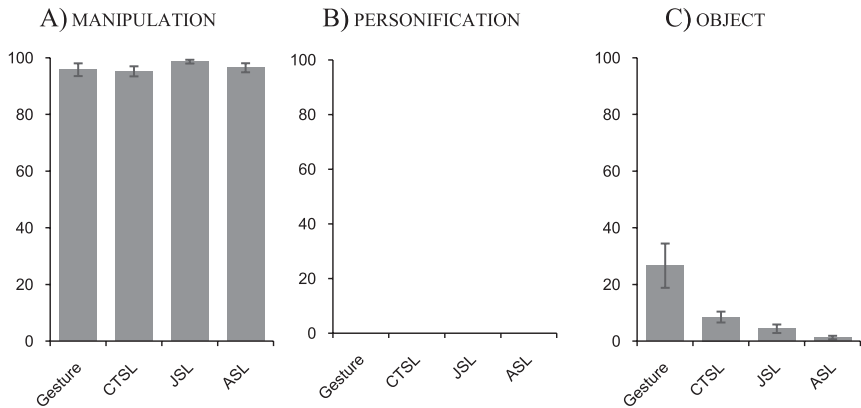 A) MANIPULATION
100
80
60
40
20
0
Gesture
CTSL
JSL
ASL
B) PERSONIFICATION
100
80
60
40
20
0
Gesture
CTSL
JSL
ASL
C) OBJECT
100
80
60
40
20
0
Gesture
CTSL
JSL
ASL